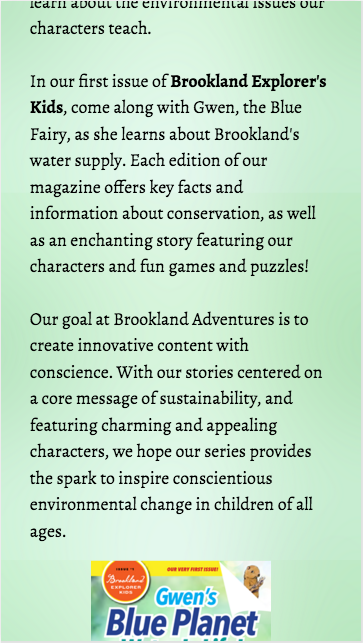 learn about the environmental issues our
characters teach.
In our first issue of Brookland Explorer's
Kids, come along with Gwen, the Blue
Fairy, as she learns about Brookland's
water supply. Each edition of our
magazine offers key facts and
information about conservation, as well
as an enchanting story featuring our
characters and fun games and puzzles!
Our goal at Brookland Adventures is to
create innovative content with
conscience. With our stories centered on
a core message of sustainability, and
featuring charming and appealing
characters, we hope our series provides
the spark to inspire conscientious
environmental change in children of all
ages.
OUR VERY FIRST ISSUE!
Brookland
EXPLORER
KIDS
Gwen's
Blue Planet